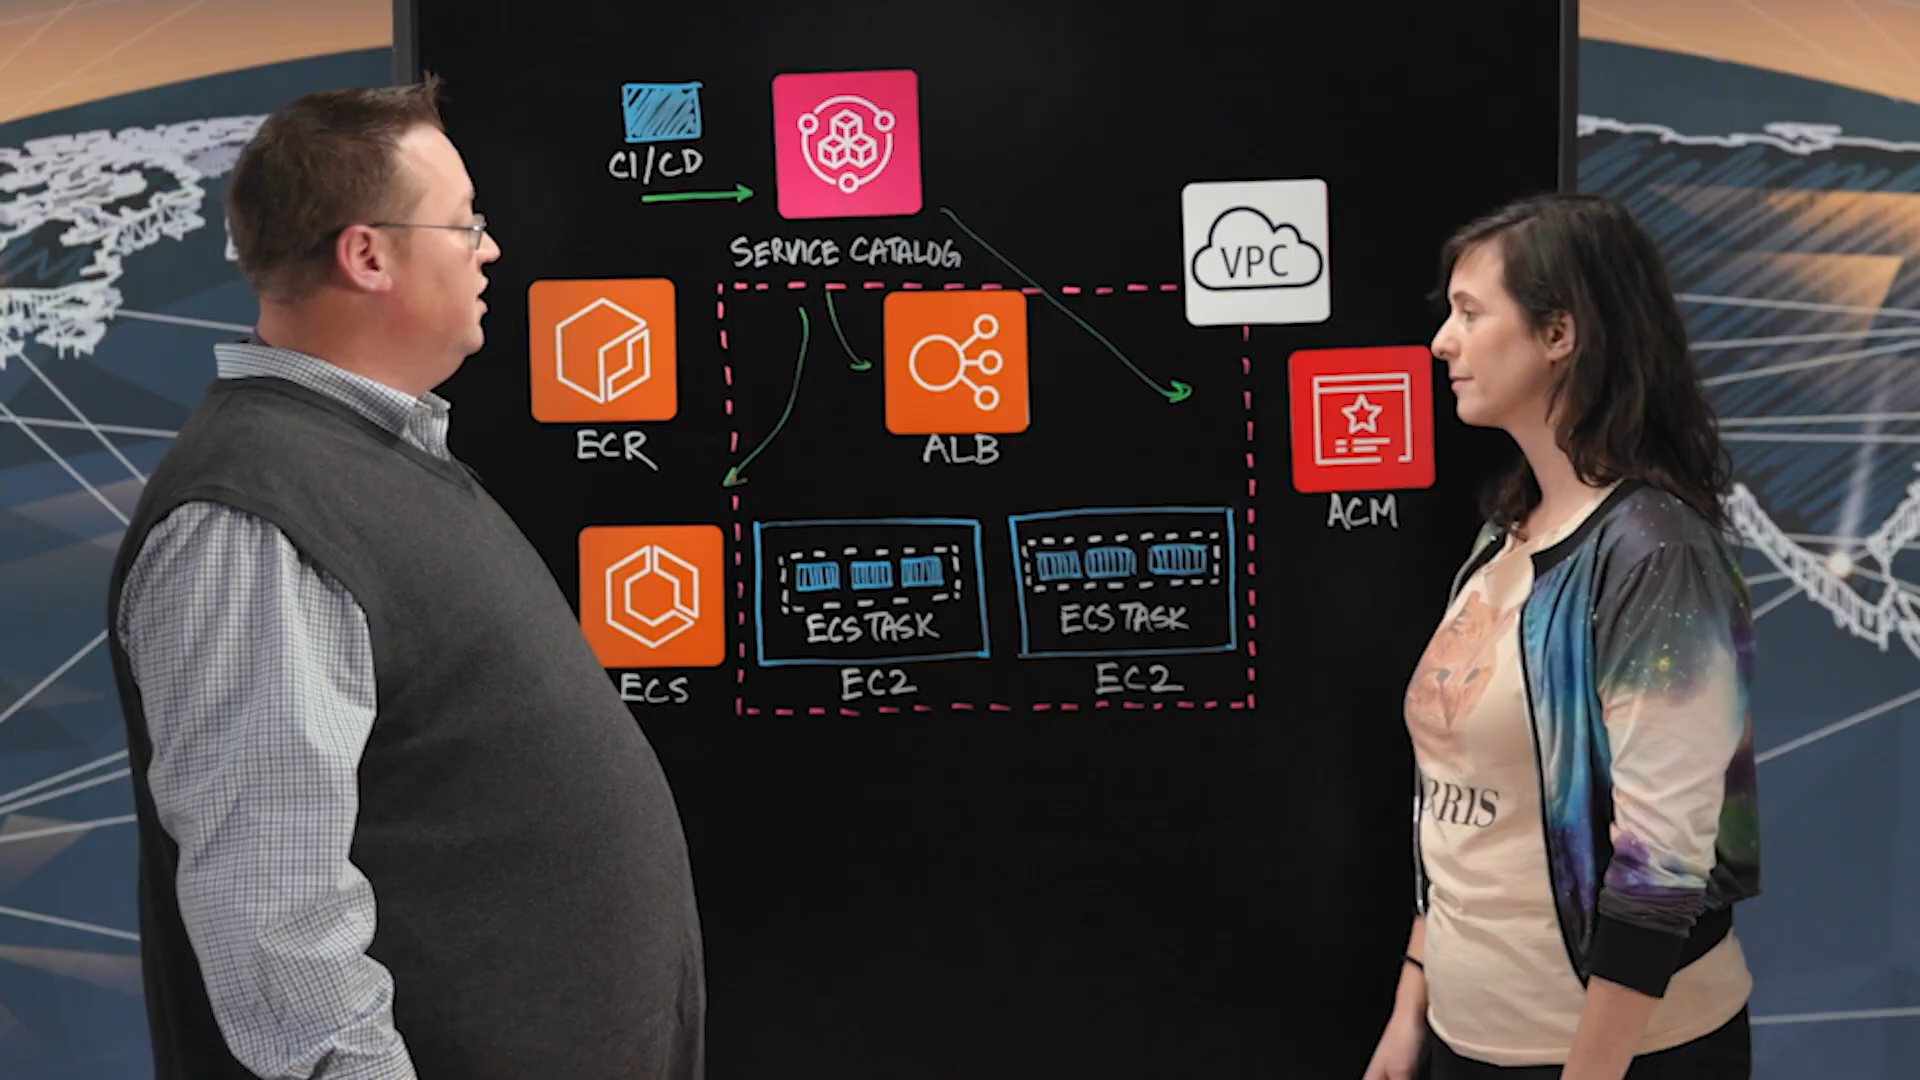 CI/CD
SERVICE CATALOG
VPC
ECR
ALB
ACM
ECS TASK
ECS TASK
ECS
EC2
EC2
RRIS